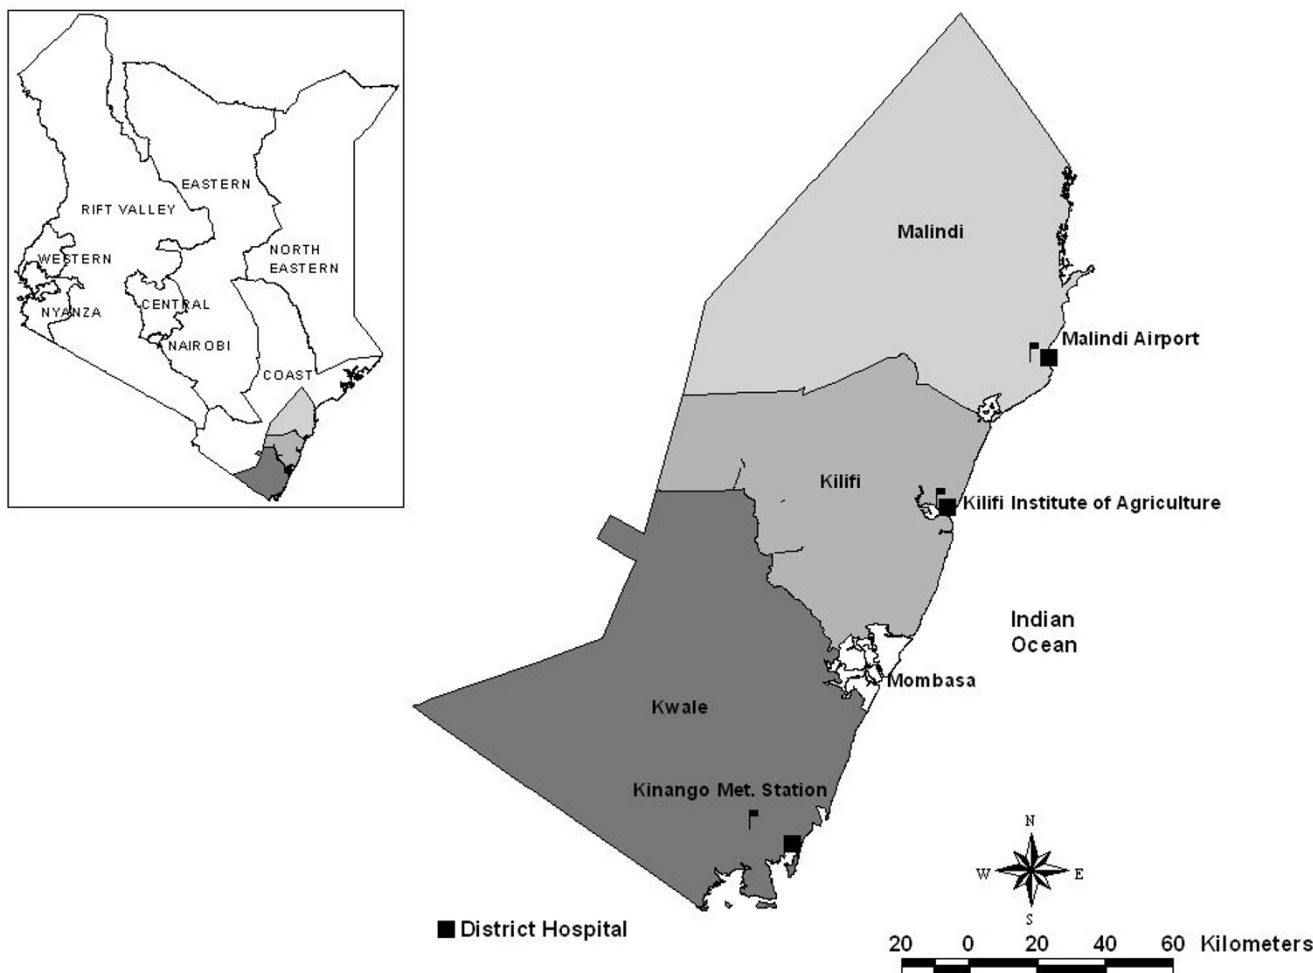 EASTERN
RIFT VALLEY
NORTH
EASTERN
WESTERN
CENTRAL
NYANZA
NAIROBI
COAST
Malindi
Malindi Airport
Kilifi
Kilifi Institute of Agriculture
Indian
Ocean
Mombasa
Kwale
Kinango Met. Station
N
W E
S
District Hospital
20 0 20 40 60 Kilometers